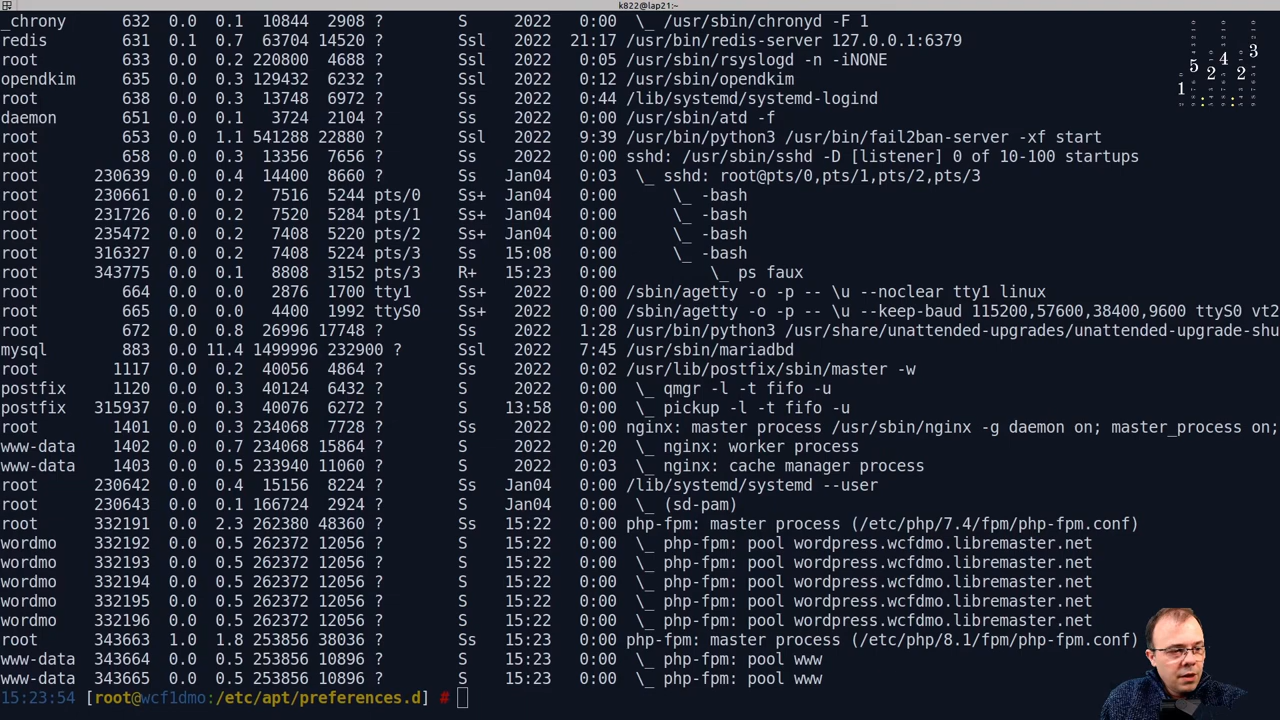 k822@lap21:~
_chrony 632 0.0 0.1 10844 2908 ? S 2022 0:00 \_ /usr/sbin/chronyd -F 1
redis 631 0.1 0.7 63704 14520 ? Ssl 2022 21:17 /usr/bin/redis-server 127.0.0.1:6379
root 633 0.0 0.2 220800 4688 ? Ssl 2022 0:05 /usr/sbin/rsyslogd -n -iNONE
opendkim 635 0.0 0.3 129432 6232 ? Ssl 2022 0:12 /usr/sbin/opendkim
root 638 0.0 0.3 13748 6972 ? Ss 2022 0:44 /lib/systemd/systemd-logind
daemon 651 0.0 0.1 3724 2104 ? Ss 2022 0:00 /usr/sbin/atd -f
root 653 0.0 1.1 541288 22880 ? Ssl 2022 9:39 /usr/bin/python3 /usr/bin/fail2ban-server -xf start
root 658 0.0 0.3 13356 7656 ? Ss 2022 0:00 sshd: /usr/sbin/sshd -D [listener] 0 of 10-100 startups
root 230639 0.0 0.4 14400 8660 ? Ss Jan04 0:03 \_ sshd: root@pts/0,pts/1,pts/2,pts/3
root 230661 0.0 0.2 7516 5244 pts/0 Ss+ Jan04 0:00 \_ -bash
root 231726 0.0 0.2 7520 5284 pts/1 Ss+ Jan04 0:00 \_ -bash
root 235472 0.0 0.2 7408 5220 pts/2 Ss+ Jan04 0:00 \_ -bash
root 316327 0.0 0.2 7408 5224 pts/3 Ss 15:08 0:00 \_ -bash
root 343775 0.0 0.1 8808 3152 pts/3 R+ 15:23 0:00 \_ ps faux
root 664 0.0 0.0 2876 1700 tty1 Ss+ 2022 0:00 /sbin/agetty -o -p -- \u --noclear tty1 linux
root 665 0.0 0.0 4400 1992 ttyS0 Ss+ 2022 0:00 /sbin/agetty -o -p -- \u --keep-baud 115200,57600,38400,9600 ttyS0 vt2
root 672 0.0 0.8 26996 17748 ? Ss 2022 1:28 /usr/bin/python3 /usr/share/unattended-upgrades/unattended-upgrade-shu
mysql 883 0.0 11.4 1499996 232900 ? Ssl 2022 7:45 /usr/sbin/mariadbd
root 1117 0.0 0.2 40056 4864 ? Ss 2022 0:02 /usr/lib/postfix/sbin/master -w
postfix 1120 0.0 0.3 40124 6432 ? S 2022 0:00 \_ qmgr -l -t fifo -u
postfix 315937 0.0 0.3 40076 6272 ? S 13:58 0:00 \_ pickup -l -t fifo -u
root 1401 0.0 0.3 234068 7728 ? Ss 2022 0:00 nginx: master process /usr/sbin/nginx -g daemon on; master_process on;
www-data 1402 0.0 0.7 234068 15864 ? S 2022 0:20 \_ nginx: worker process
www-data 1403 0.0 0.5 233940 11060 ? S 2022 0:03 \_ nginx: cache manager process
root 230642 0.0 0.4 15156 8224 ? Ss Jan04 0:00 /lib/systemd/systemd --user
root 230643 0.0 0.1 166724 2924 ? S Jan04 0:00 \_ (sd-pam)
root 332191 0.0 2.3 262380 48360 ? Ss 15:22 0:00 php-fpm: master process (/etc/php/7.4/fpm/php-fpm.conf)
wordmo 332192 0.0 0.5 262372 12056 ? S 15:22 0:00 \_ php-fpm: pool wordpress.wcfdmo.libremaster.net
wordmo 332193 0.0 0.5 262372 12056 ? S 15:22 0:00 \_ php-fpm: pool wordpress.wcfdmo.libremaster.net
wordmo 332194 0.0 0.5 262372 12056 ? S 15:22 0:00 \_ php-fpm: pool wordpress.wcfdmo.libremaster.net
wordmo 332195 0.0 0.5 262372 12056 ? S 15:22 0:00 \_ php-fpm: pool wordpress.wcfdmo.libremaster.net
wordmo 332196 0.0 0.5 262372 12056 ? S 15:22 0:00 \_ php-fpm: pool wordpress.wcfdmo.libremaster.net
root 343663 1.0 1.8 253856 38036 ? Ss 15:23 0:00 php-fpm: master process (/etc/php/8.1/fpm/php-fpm.conf)
www-data 343664 0.0 0.5 253856 10896 ? S 15:23 0:00 \_ php-fpm: pool www
www-data 343665 0.0 0.5 253856 10896 ? S 15:23 0:00 \_ php-fpm: pool www
15:23:54 [root@wcf1dmo:/etc/apt/preferences.d] #
1 5 2 4 2 3